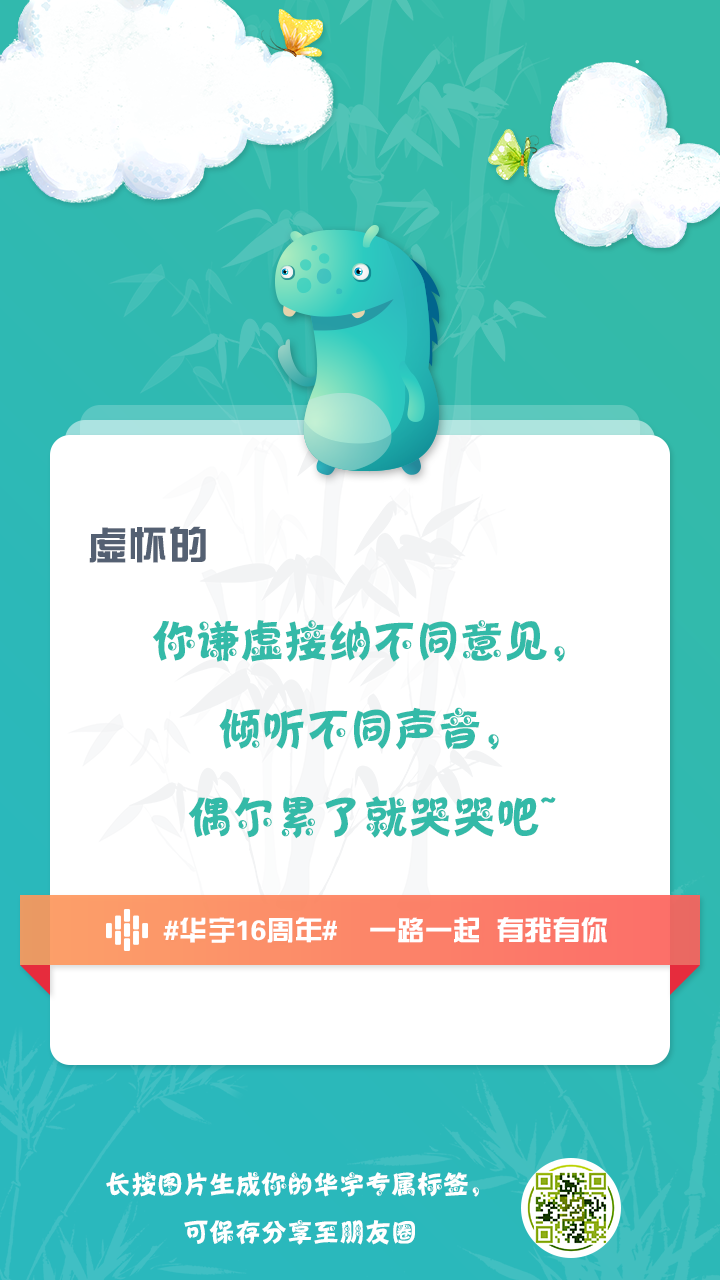 虚怀的
你谦虚接纳不同意见，
倾听不同声音，
偶尔累了就哭哭吧~
#华宇16周年# 一路一起 有我有你
长按图片生成你的华宇专属标签，
可保存分享至朋友圈